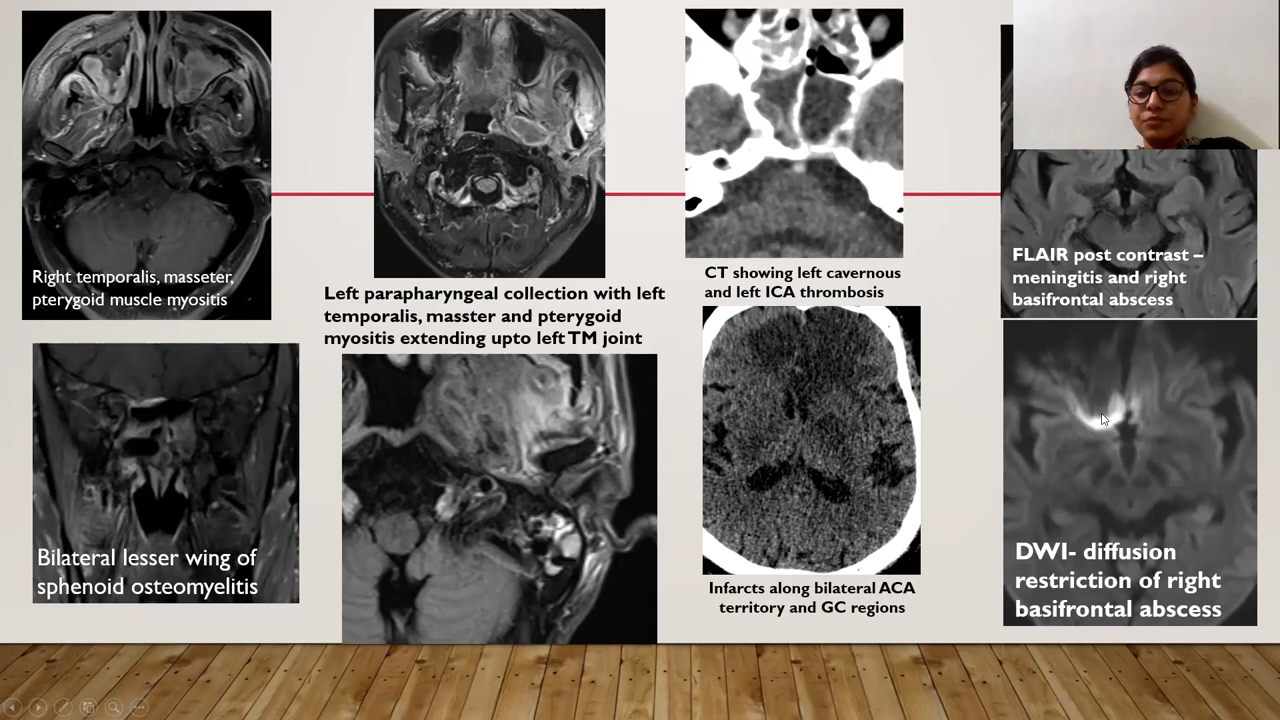 Right temporalis, masseter,
pterygoid muscle myositis
Left parapharyngeal collection with left
temporalis, masster and pterygoid
myositis extending upto left TM joint
CT showing left cavernous
and left ICA thrombosis
FLAIR post contrast –
meningitis and right
basifrontal abscess
Bilateral lesser wing of
sphenoid osteomyelitis
Infarcts along bilateral ACA
territory and GC regions
DWI- diffusion
restriction of right
basifrontal abscess